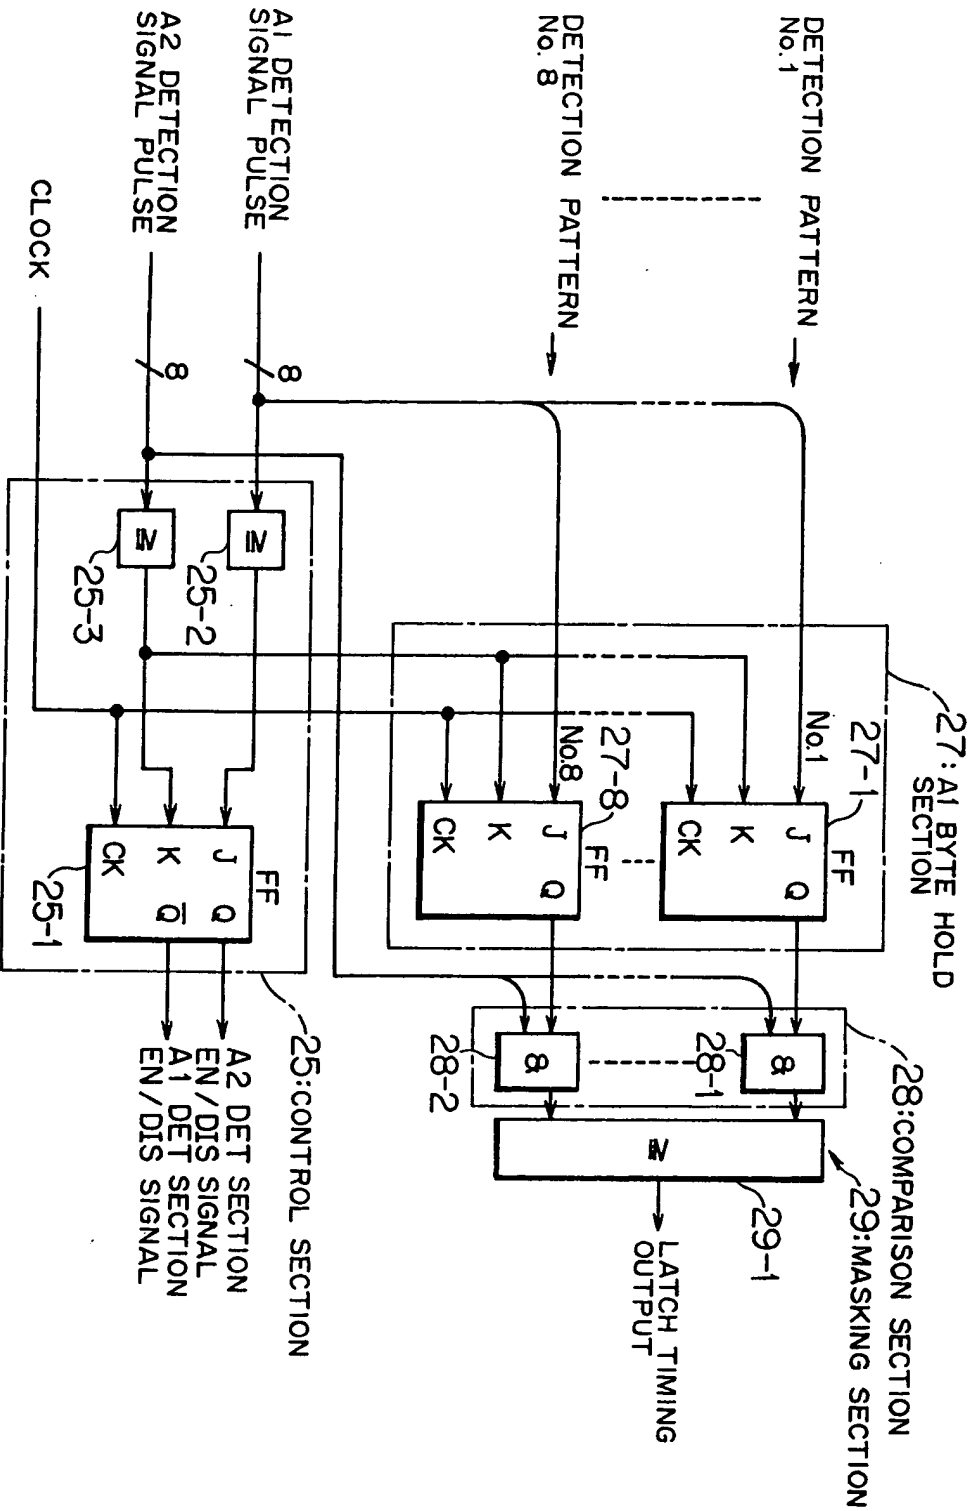 DETECTION PATTERN
No.1
DETECTION PATTERN
No. 8
A1 DETECTION
SIGNAL PULSE
A2 DETECTION
SIGNAL PULSE
CLOCK
8
8
≥1
25-2
≥1
25-3
27: A1 BYTE HOLD
SECTION
27-1
No.1
J
Q
K
CK
FF
27-8
No.8
J
Q
K
CK
FF
FF
J
Q
K
Q̅
CK
25-1
28:COMPARISON SECTION
29:MASKING SECTION
&
28-1
&
28-2
≥1
29-1
LATCH TIMING
OUTPUT
25:CONTROL SECTION
A2 DET SECTION
EN/DIS SIGNAL
A1 DET SECTION
EN/DIS SIGNAL